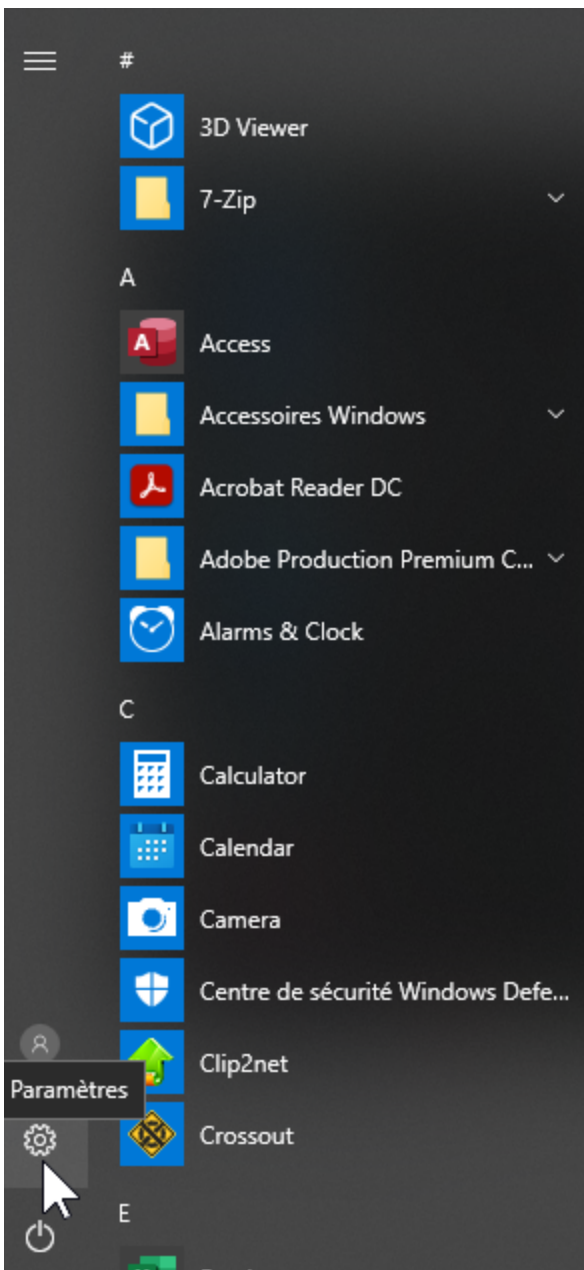 #
3D Viewer
7-Zip
A
Access
Accessoires Windows
Acrobat Reader DC
Adobe Production Premium C...
Alarms & Clock
C
Calculator
Calendar
Camera
Centre de sécurité Windows Defe...
Clip2net
Paramètres
Crossout
E